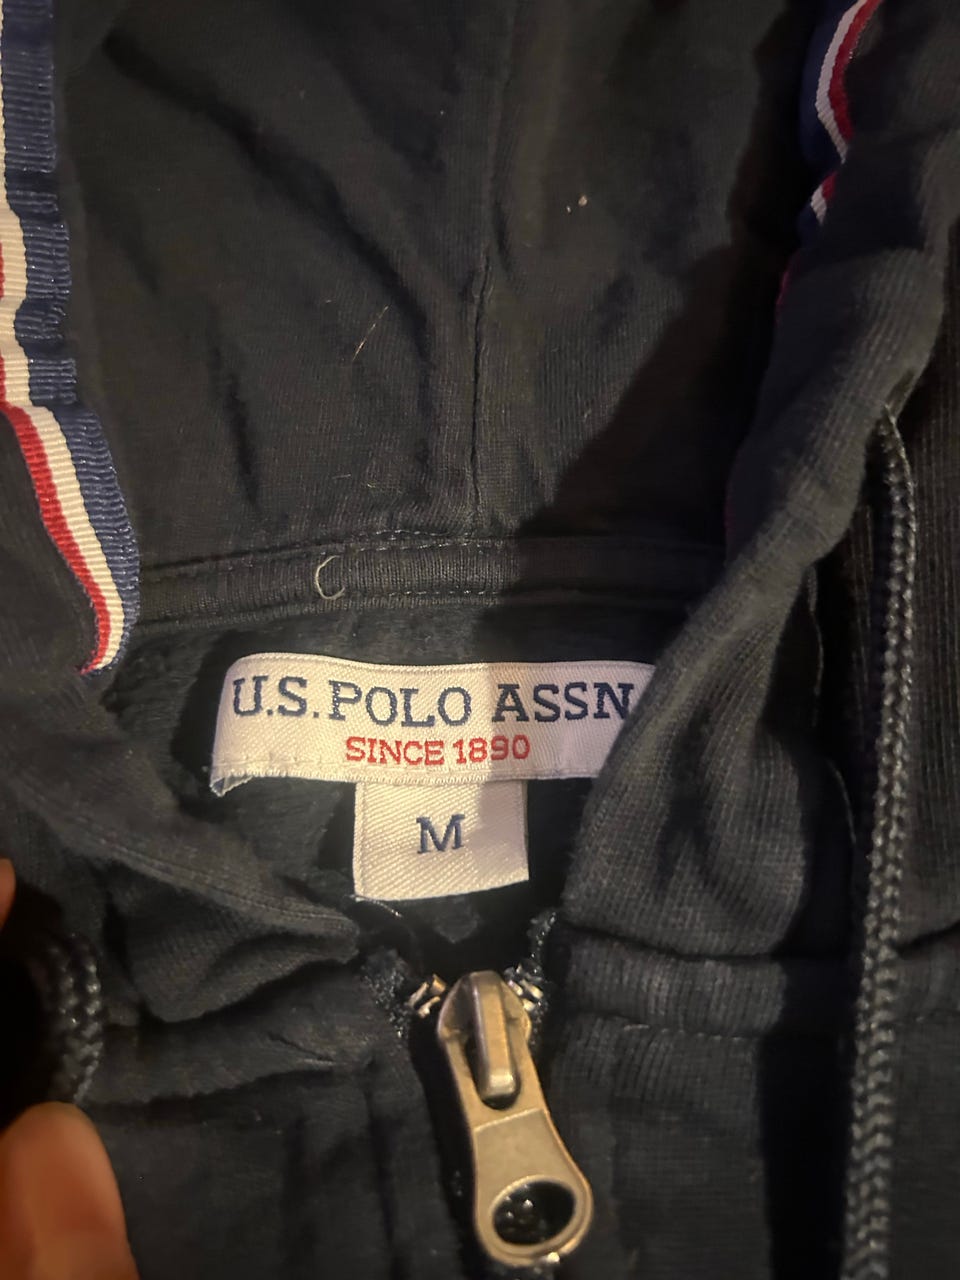 U.S. POLO ASSN
SINCE 1890
M